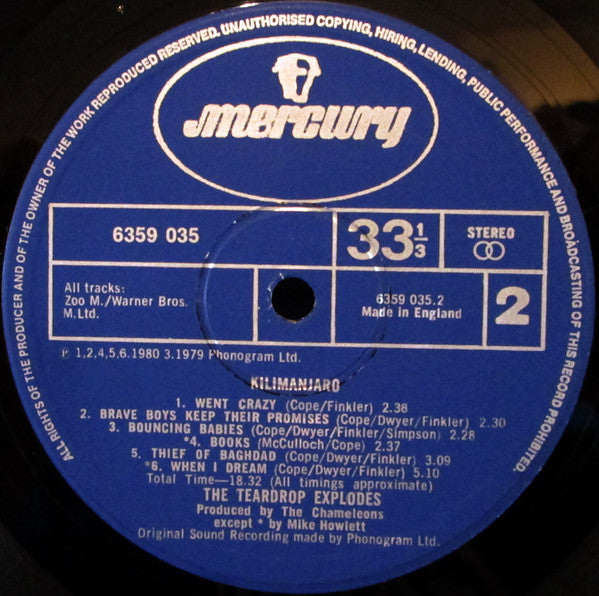 ALL RIGHTS OF THE PRODUCER AND OF THE OWNER OF THE WORK REPRODUCED RESERVED. UNAUTHORISED COPYING, HIRING, LENDING, PUBLIC PERFORMANCE AND BROADCASTING OF THIS RECORD PROHIBITED.
mercury
6359 035
33⅓
STEREO
All tracks:
Zoo M./Warner Bros.
M.Ltd.
6359 035.2
Made in England
2
℗ 1,2,4,5,6.1980 3.1979 Phonogram Ltd.
KILIMANJARO
1. WENT CRAZY (Cope/Finkler) 2.38
2. BRAVE BOYS KEEP THEIR PROMISES (Cope/Dwyer/Finkler) 2.30
3. BOUNCING BABIES (Cope/Dwyer/Finkler/Simpson) 2.28
*4. BOOKS (McCulloch/Cope) 2.37
5. THIEF OF BAGHDAD (Cope/Dwyer/Finkler) 3.09
*6. WHEN I DREAM (Cope/Dwyer/Finkler) 5.10
Total Time—18.32 (All timings approximate)
THE TEARDROP EXPLODES
Produced by The Chameleons
except * by Mike Howlett
Original Sound Recording made by Phonogram Ltd.